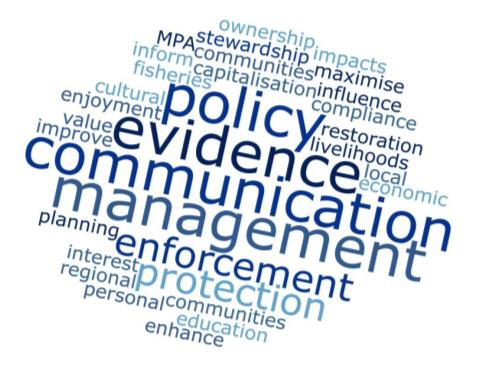 ownership
MPA stewardship impacts
inform communities maximise
fisheries capitalisation influence
cultural policy compliance
enjoyment restoration
value evidence livelihoods
improve local
communication economic
management
planning enforcement
interest protection
regional
personal communities
education
enhance